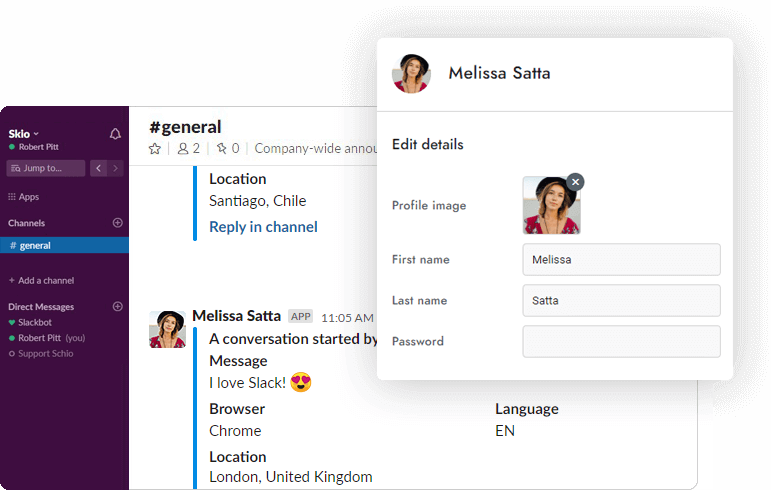 Skio
Robert Pitt
Jump to...
Apps
Channels
# general
+ Add a channel
Direct Messages
Slackbot
Robert Pitt (you)
Support Schio
#general
2
0
Company-wide annou
Location
Santiago, Chile
Reply in channel
Melissa Satta APP 11:05 AM
A conversation started by
Message
I love Slack! 😍
Browser Language
Chrome EN
Location
London, United Kingdom
Melissa Satta
Edit details
Profile image
First name Melissa
Last name Satta
Password